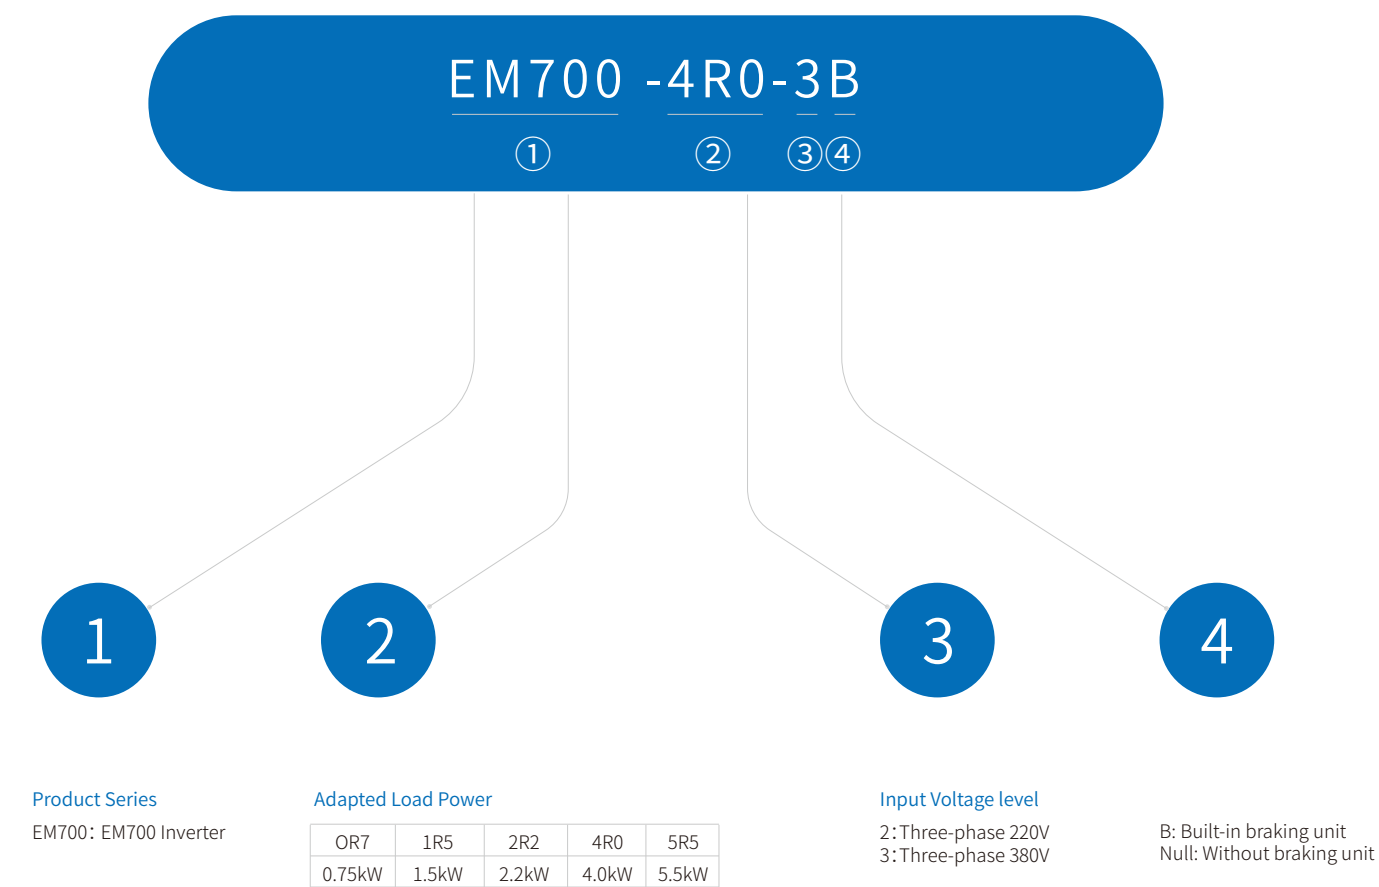 EM700 -4R0-3B
① ② ③ ④
1 2 3 4
Product Series
EM700：EM700 Inverter
Adapted Load Power
OR7 1R5 2R2 4R0 5R5
0.75kW 1.5kW 2.2kW 4.0kW 5.5kW
Input Voltage level
2：Three-phase 220V
3：Three-phase 380V
B: Built-in braking unit
Null: Without braking unit